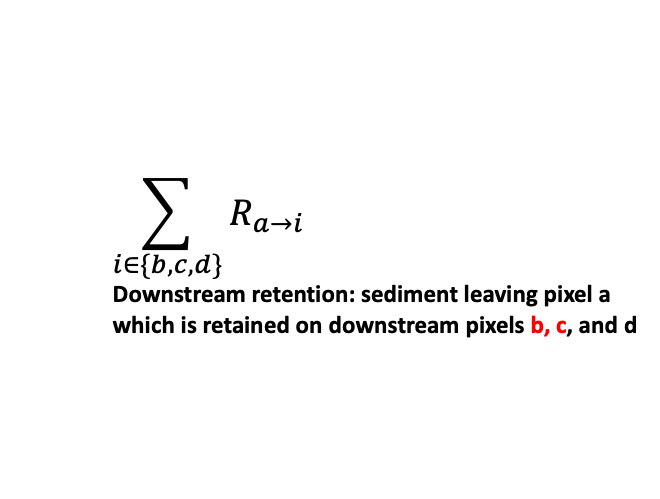 ∑ R_{a→i}
i∈{b,c,d}
Downstream retention: sediment leaving pixel a
which is retained on downstream pixels b, c, and d